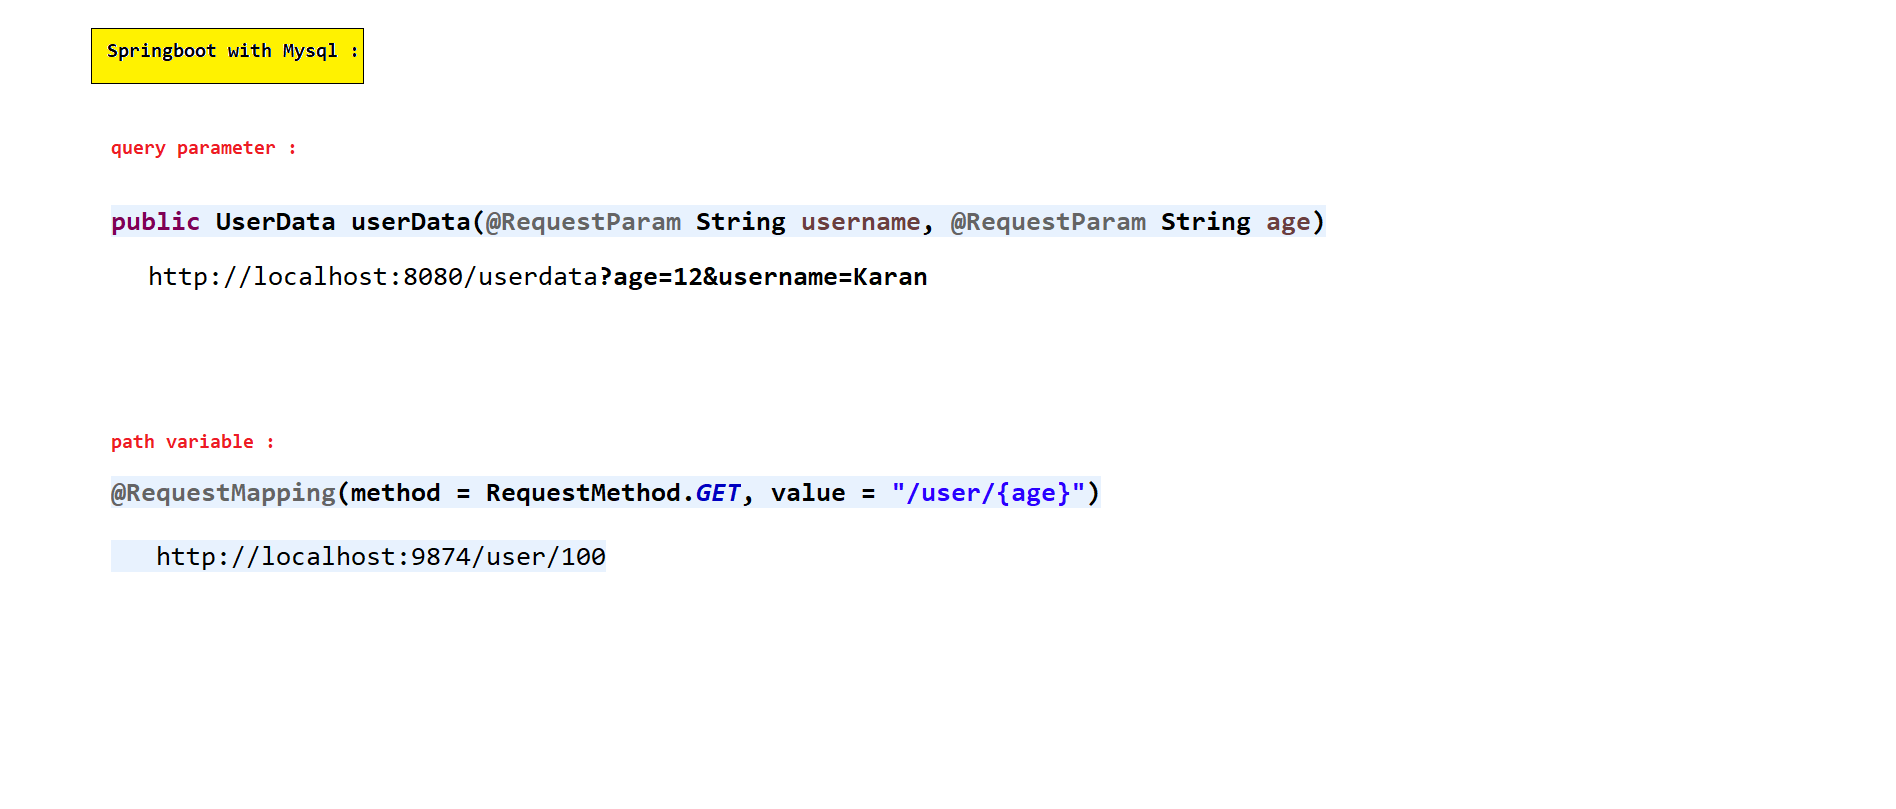 Springboot with Mysql :
query parameter :
public UserData userData(@RequestParam String username, @RequestParam String age)
http://localhost:8080/userdata?age=12&username=Karan
path variable :
@RequestMapping(method = RequestMethod.GET, value = "/user/{age}")
http://localhost:9874/user/100